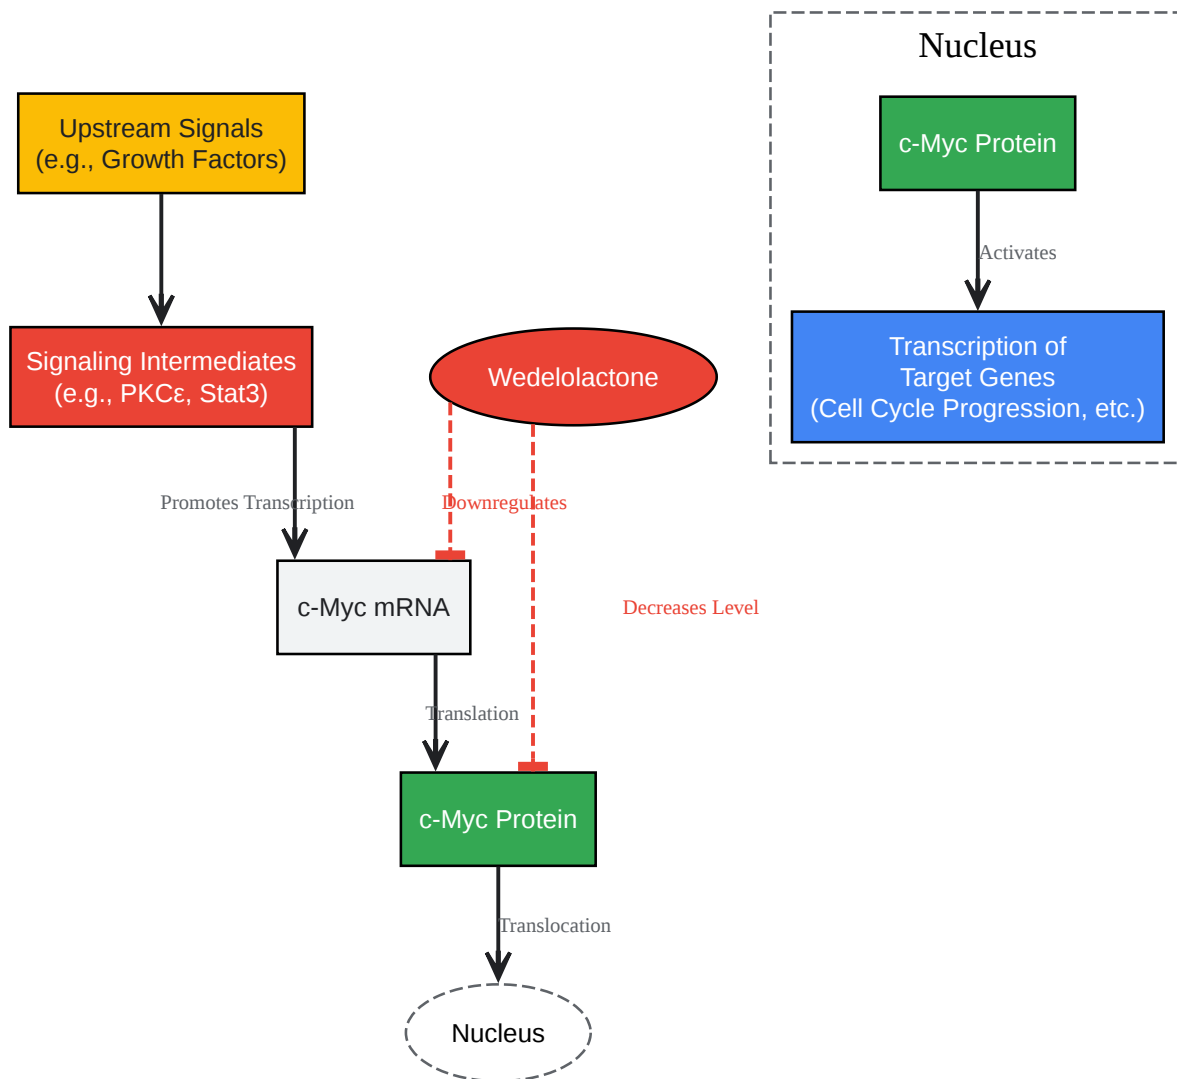 Nucleus
Upstream Signals
(e.g., Growth Factors)
c-Myc Protein
Activates
Signaling Intermediates
(e.g., PKCε, Stat3)
Wedelolactone
Transcription of
Target Genes
(Cell Cycle Progression, etc.)
Promotes Transcription
Downregulates
c-Myc mRNA
Decreases Level
Translation
c-Myc Protein
Translocation
Nucleus